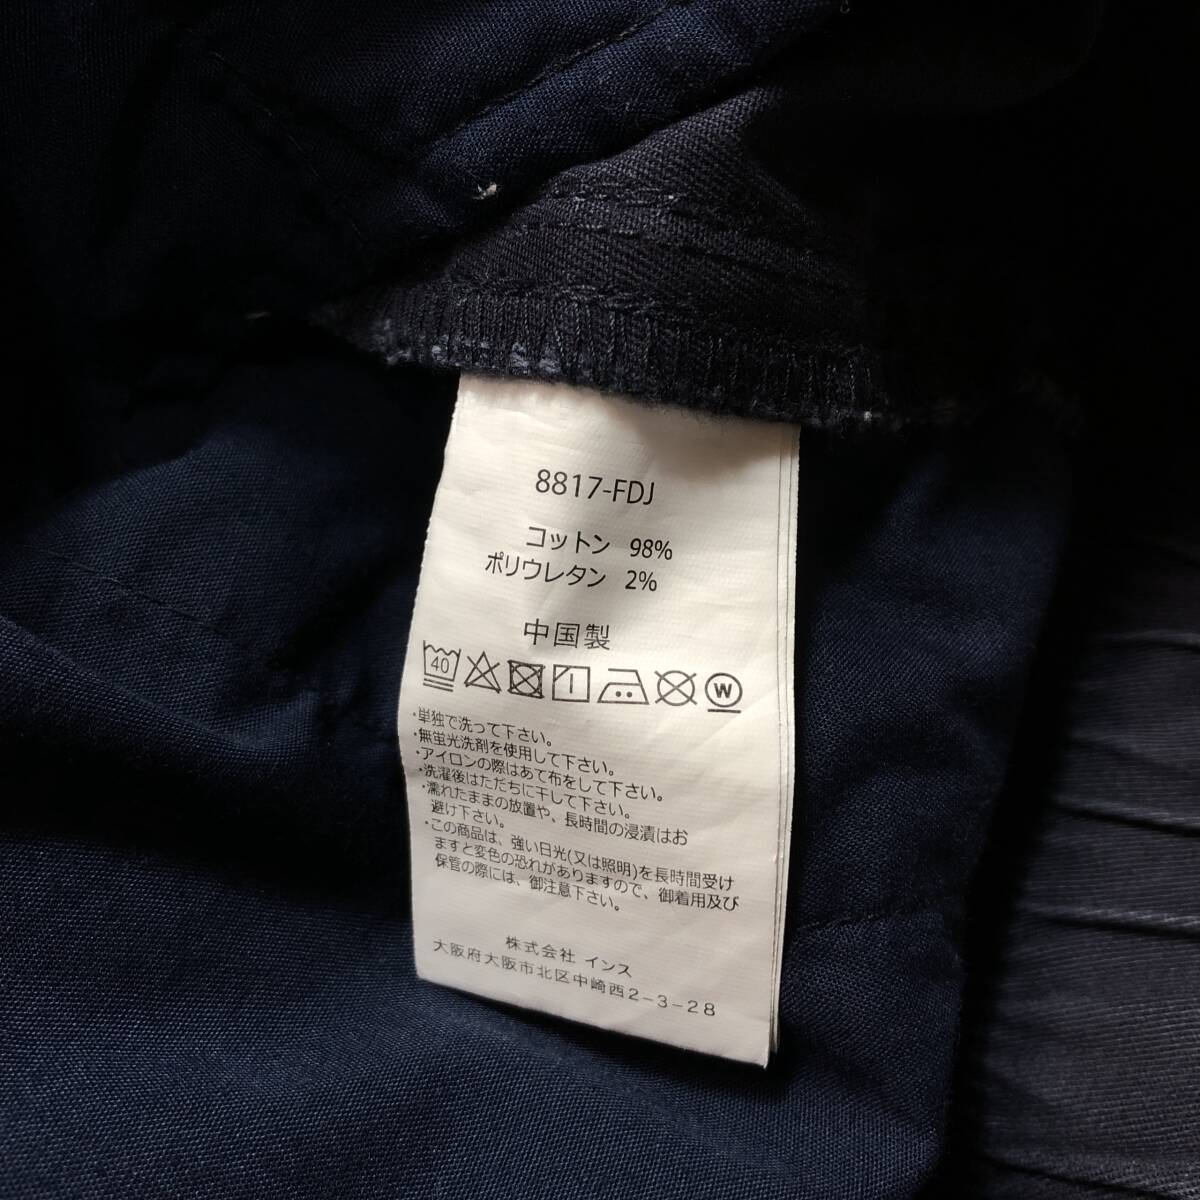 8817-FDJ
コットン 98%
ポリウレタン 2%
中国製
40 W
・単独で洗って下さい。
・無蛍光洗剤を使用して下さい。
・アイロンの際はあて布をして下さい。
・洗濯後はただちに干して下さい。
・濡れたままの放置や、長時間の浸漬はお
避け下さい。
・この商品は、強い日光(又は照明)を長時間受け
ますと変色の恐れがありますので、御着用及び
保管の際には、御注意下さい。
株式会社 インス
大阪府大阪市北区中崎西2-3-28